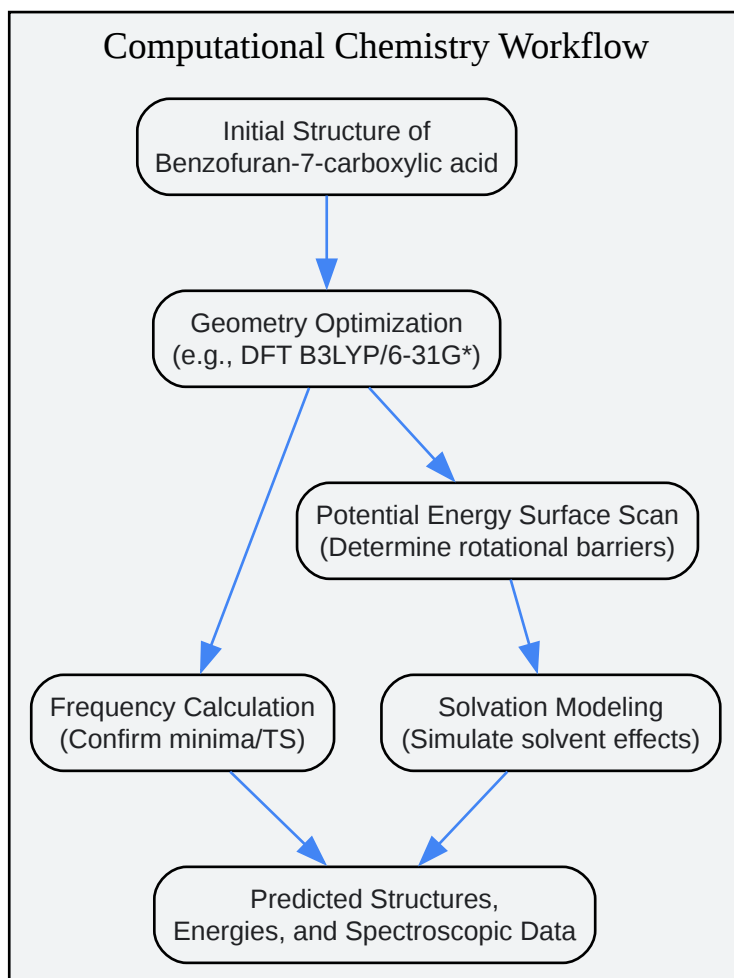 Computational Chemistry Workflow
Initial Structure of
Benzofuran-7-carboxylic acid
Geometry Optimization
(e.g., DFT B3LYP/6-31G*)
Potential Energy Surface Scan
(Determine rotational barriers)
Frequency Calculation
(Confirm minima/TS)
Solvation Modeling
(Simulate solvent effects)
Predicted Structures,
Energies, and Spectroscopic Data